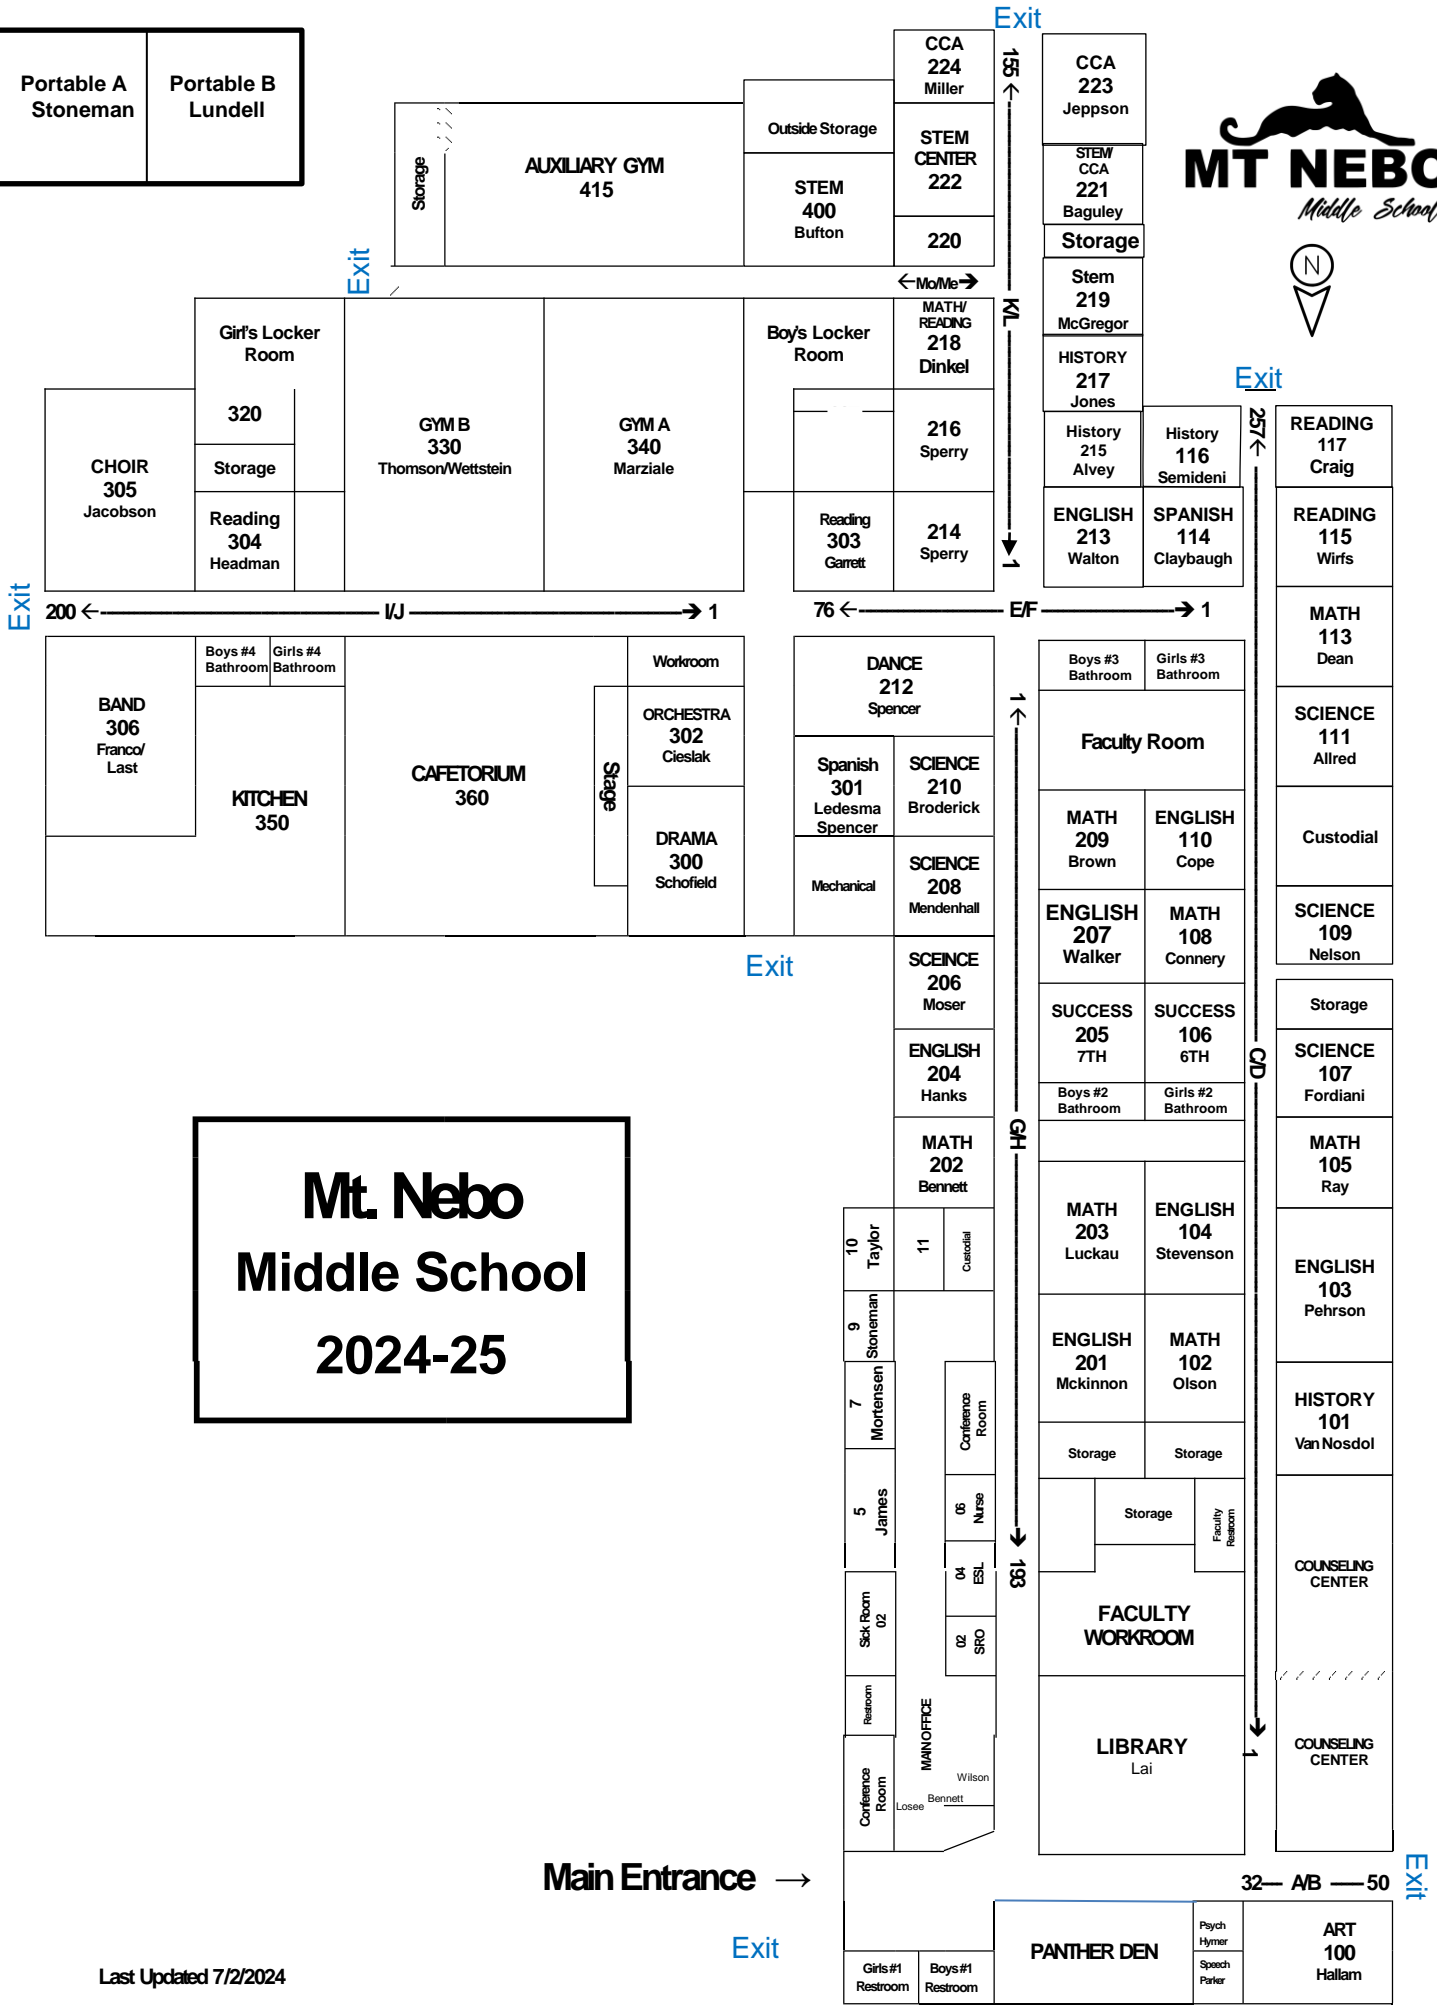 Exit
Portable A
Stoneman
Portable B
Lundell
CCA
224
Miller
155 ←
CCA
223
Jeppson
MT NEBO
Middle School
N
Outside Storage
STEM
CENTER
222
STEM/
CCA
221
Baguley
Storage
AUXILIARY GYM
415
STEM
400
Bufton
220
Storage
Exit
←Mo/Me→
K/L
Stem
219
McGregor
Girl's Locker
Room
Boy's Locker
Room
MATH/
READING
218
Dinkel
HISTORY
217
Jones
Exit
320
Storage
CHOIR
305
Jacobson
Reading
304
Headman
GYM B
330
Thomson/Wettstein
GYM A
340
Marziale
216
Sperry
History
215
Alvey
History
116
Semideni
257 ←
READING
117
Craig
Reading
303
Garrett
214
Sperry
1
ENGLISH
213
Walton
SPANISH
114
Claybaugh
READING
115
Wirfs
Exit
200 ← I/J → 1
76 ← E/F → 1
MATH
113
Dean
Boys #4
Bathroom
Girls #4
Bathroom
Workroom
DANCE
212
Spencer
Boys #3
Bathroom
Girls #3
Bathroom
BAND
306
Franco/
Last
KITCHEN
350
CAFETORIUM
360
Stage
ORCHESTRA
302
Cieslak
1 ←
Faculty Room
SCIENCE
111
Allred
Spanish
301
Ledesma
Spencer
SCIENCE
210
Broderick
MATH
209
Brown
ENGLISH
110
Cope
Custodial
DRAMA
300
Schofield
Mechanical
SCIENCE
208
Mendenhall
ENGLISH
207
Walker
MATH
108
Connery
SCIENCE
109
Nelson
Exit
SCEINCE
206
Moser
SUCCESS
205
7TH
SUCCESS
106
6TH
Storage
C/D
ENGLISH
204
Hanks
Boys #2
Bathroom
Girls #2
Bathroom
SCIENCE
107
Fordiani
G/H
MATH
202
Bennett
MATH
105
Ray
Mt. Nebo
Middle School
2024-25
10
Taylor
11
Custodial
MATH
203
Luckau
ENGLISH
104
Stevenson
ENGLISH
103
Pehrson
9
Stoneman
ENGLISH
201
Mckinnon
MATH
102
Olson
7
Mortensen
Conference
Room
HISTORY
101
Van Nosdol
Storage
Storage
5
James
06
Nurse
Storage
Faculty
Restroom
04
ESL
→ 193
COUNSELING
CENTER
Sick Room
02
02
SRO
FACULTY
WORKROOM
Restroom
MAIN OFFICE
LIBRARY
Lai
→ 1
COUNSELING
CENTER
Conference
Room
Wilson
Bennett
Losee
Main Entrance →
32— A/B —50
Exit
Exit
Girls #1
Restroom
Boys #1
Restroom
PANTHER DEN
Psych
Hymer
Speech
Parker
ART
100
Hallam
Last Updated 7/2/2024